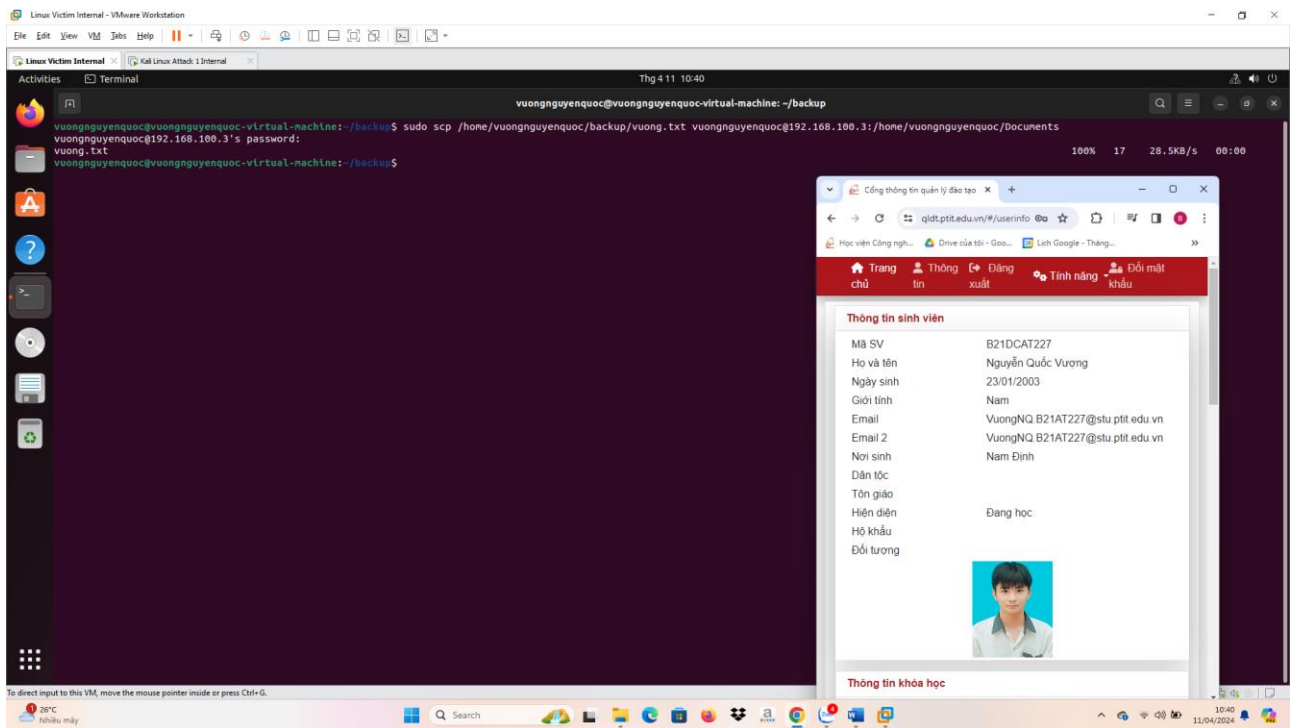 Linux Victim Internal - VMware Workstation
File Edit View VM Tabs Help
Linux Victim Internal
Kali Linux Attack 1 Internal
Activities Terminal Thg 4 11 10:40
vuongnguyenquoc@vuongnguyenquoc-virtual-machine: ~/backup
vuongnguyenquoc@vuongnguyenquoc-virtual-machine:~/backup$ sudo scp /home/vuongnguyenquoc/backup/vuong.txt vuongnguyenquoc@192.168.100.3:/home/vuongnguyenquoc/Documents
vuongnguyenquoc@192.168.100.3's password:
vuong.txt 100% 17 28.5KB/s 00:00
vuongnguyenquoc@vuongnguyenquoc-virtual-machine:~/backup$
Cổng thông tin quản lý đào tạo
qldt.ptit.edu.vn/#/userinfo
Học viện Công ngh... Drive của tôi - Goo... Lịch Google - Tháng...
Trang chủ
Thông tin
Đăng xuất
Tính năng
Đổi mật khẩu
Thông tin sinh viên
Mã SV B21DCAT227
Họ và tên Nguyễn Quốc Vượng
Ngày sinh 23/01/2003
Giới tính Nam
Email VuongNQ.B21AT227@stu.ptit.edu.vn
Email 2 VuongNQ.B21AT227@stu.ptit.edu.vn
Nơi sinh Nam Định
Dân tộc
Tôn giáo
Hiện diện Đang học
Hộ khẩu
Đối tượng
Thông tin khóa học
To direct input to this VM, move the mouse pointer inside or press Ctrl+G.
26°C
Nhiều mây
Search
10:40
11/04/2024